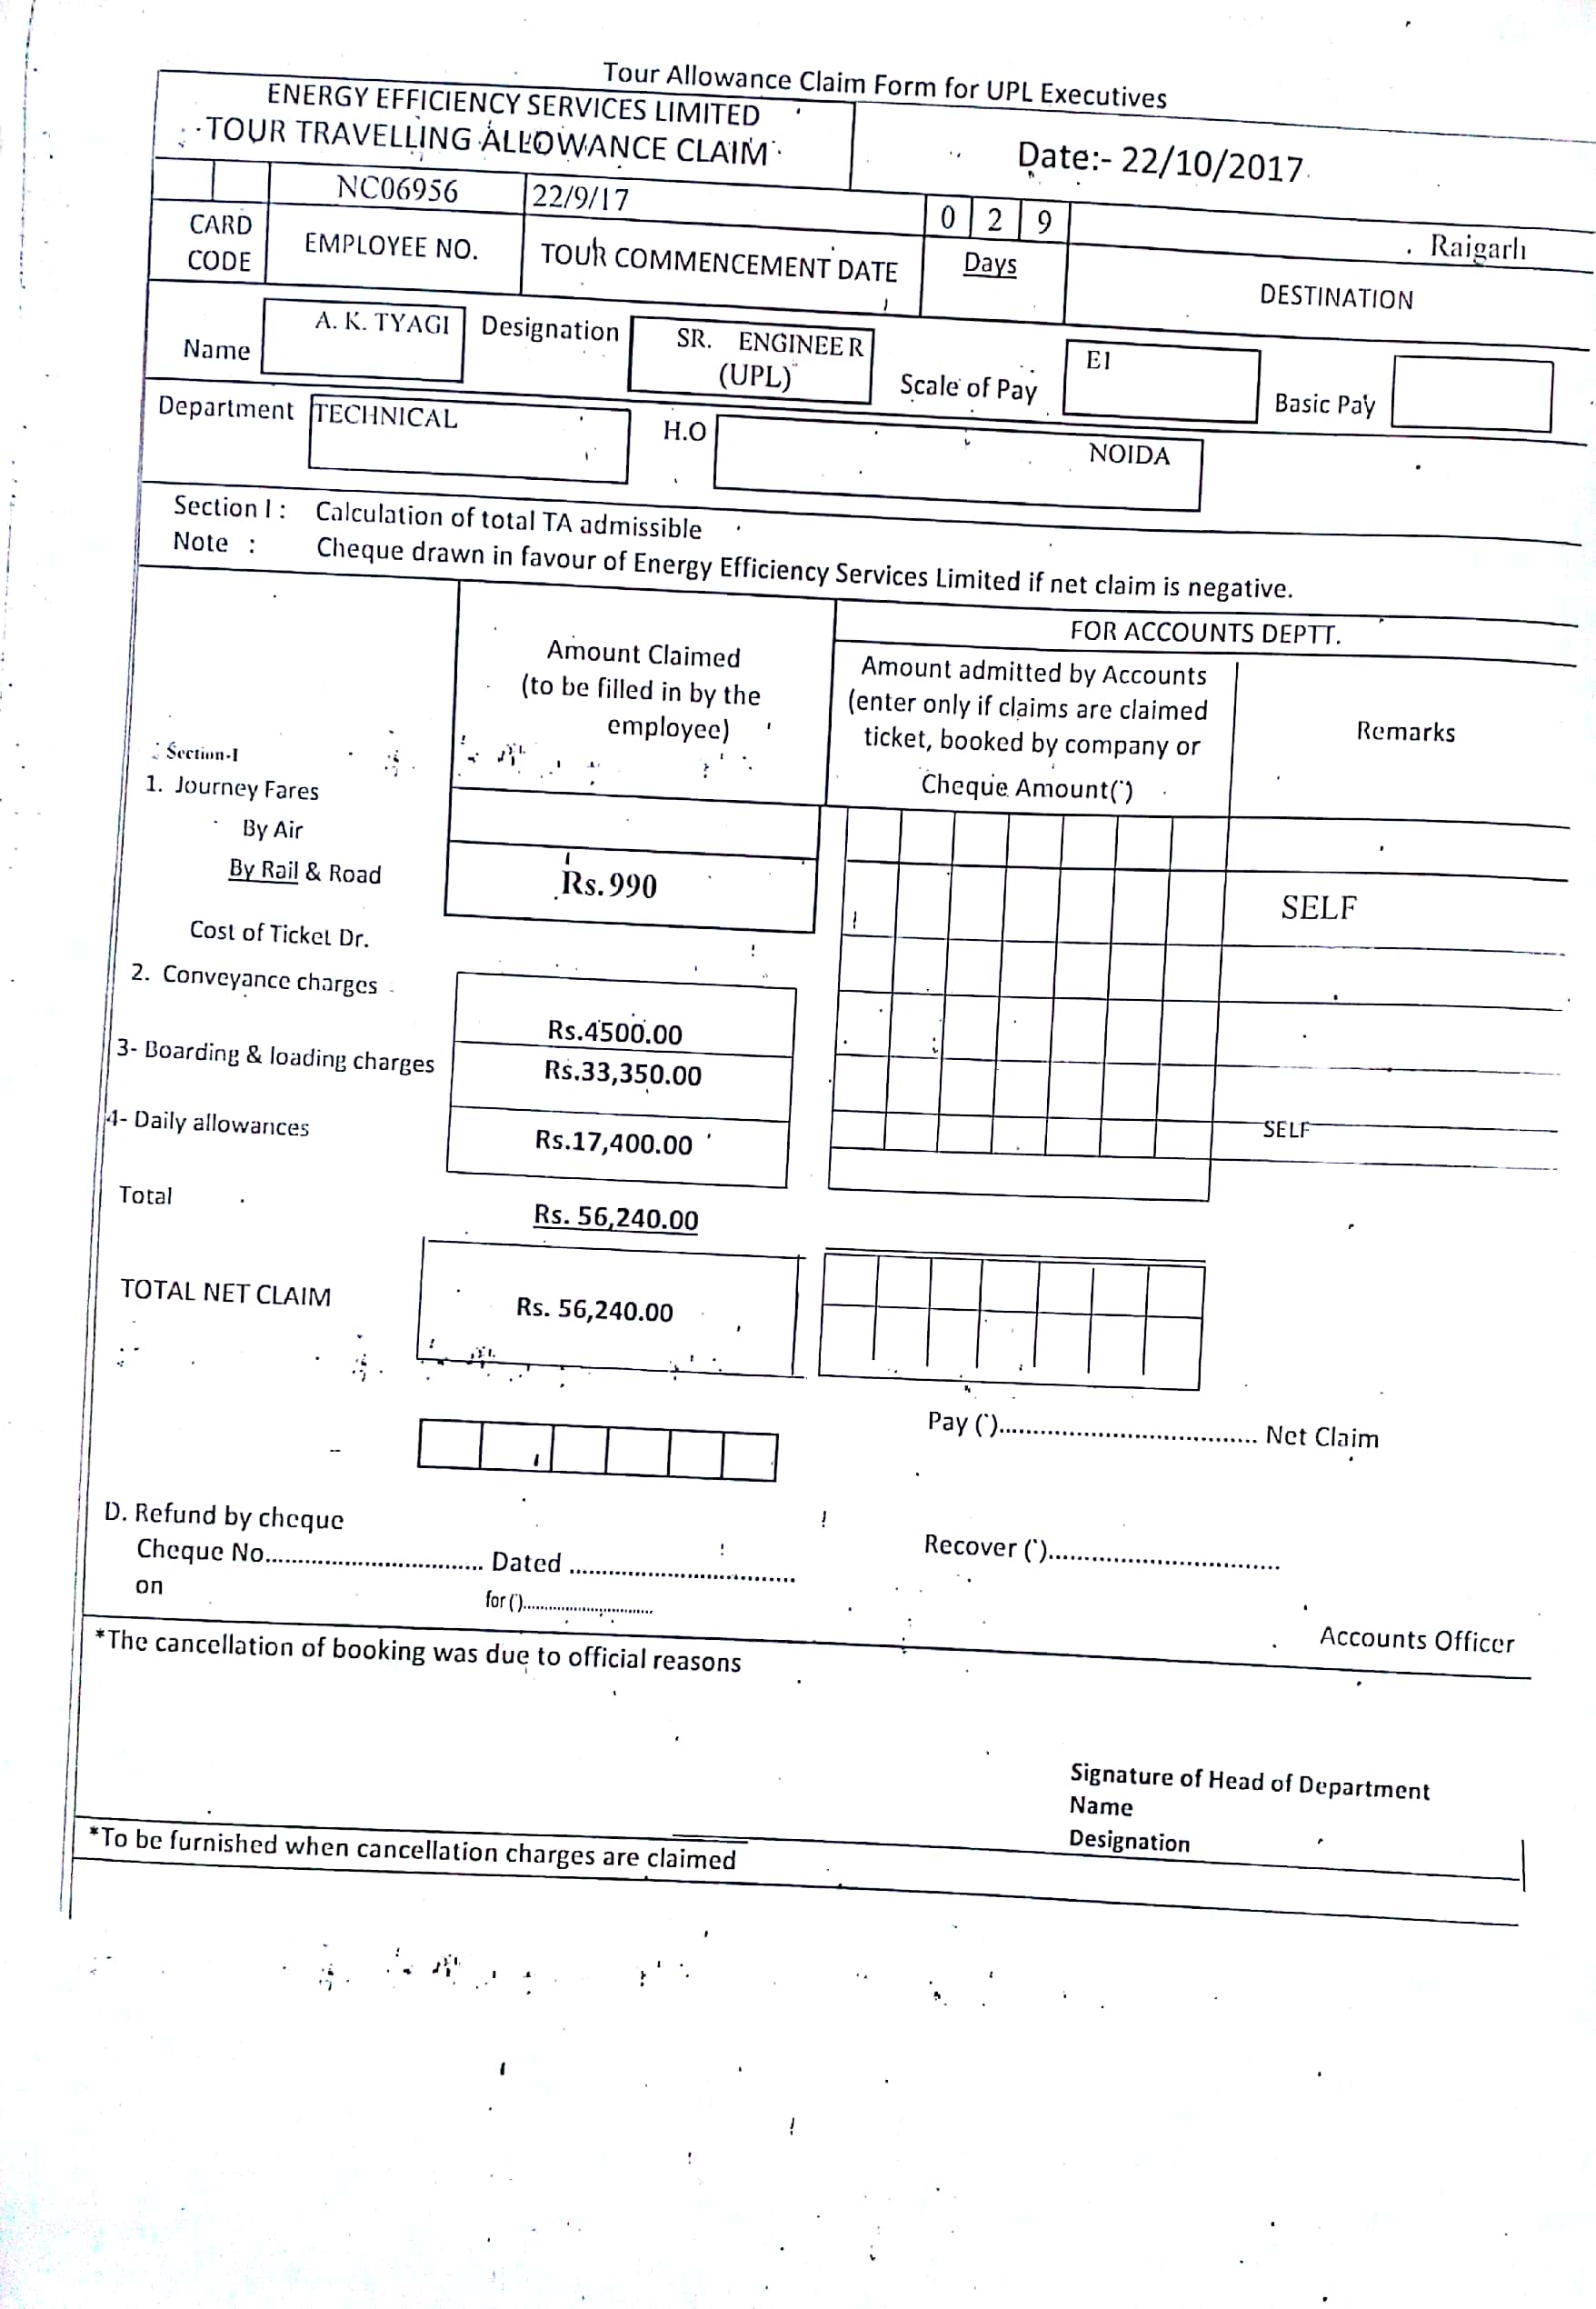 Tour Allowance Claim Form for UPL Executives
ENERGY EFFICIENCY SERVICES LIMITED
TOUR TRAVELLING ALLOWANCE CLAIM
Date:- 22/10/2017
NC06956 22/9/17 0 2 9 Raigarh
CARD CODE EMPLOYEE NO. TOUR COMMENCEMENT DATE Days DESTINATION
Name A. K. TYAGI Designation SR. ENGINEER (UPL) Scale of Pay E1 Basic Pay
Department TECHNICAL H.O NOIDA
Section I : Calculation of total TA admissible
Note : Cheque drawn in favour of Energy Efficiency Services Limited if net claim is negative.
FOR ACCOUNTS DEPTT.
Amount Claimed
(to be filled in by the
employee)
Amount admitted by Accounts
(enter only if claims are claimed
ticket, booked by company or
Cheque Amount(`)
Remarks
Section-I
1. Journey Fares
By Air
By Rail & Road Rs.990 SELF
Cost of Ticket Dr.
2. Conveyance charges Rs.4500.00
3- Boarding & loading charges Rs.33,350.00
4- Daily allowances Rs.17,400.00 SELF
Total Rs. 56,240.00
TOTAL NET CLAIM Rs. 56,240.00
Pay (`)................................... Net Claim
D. Refund by cheque
Cheque No.............................. Dated ...............................
Recover (`)................................
on for (`)..............................
Accounts Officer
*The cancellation of booking was due to official reasons
Signature of Head of Department
Name
Designation
*To be furnished when cancellation charges are claimed